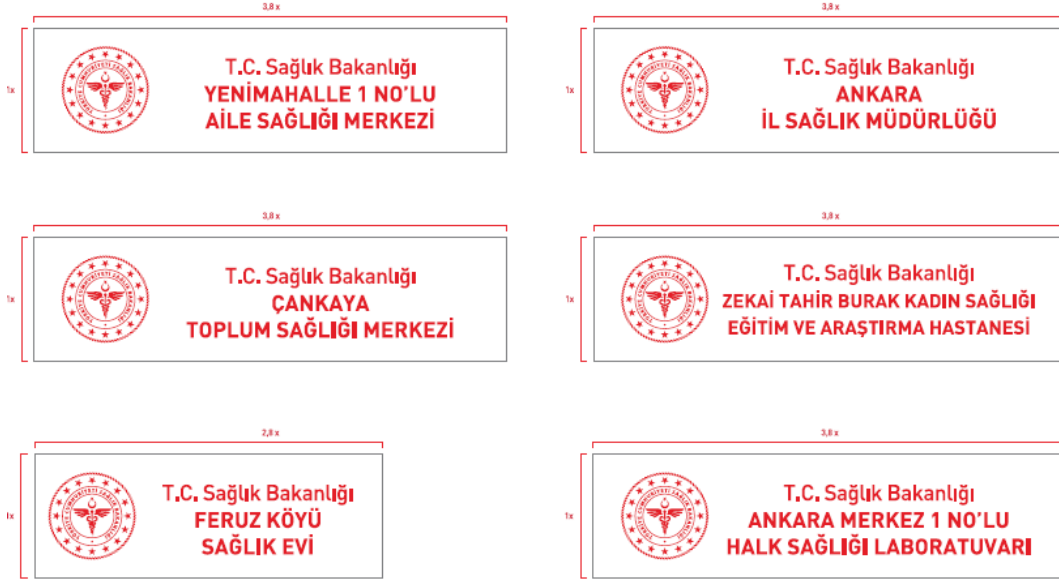 3,8 x
1x
T.C. Sağlık Bakanlığı
YENİMAHALLE 1 NO'LU
AİLE SAĞLIĞI MERKEZİ
3,8 x
1x
T.C. Sağlık Bakanlığı
ANKARA
İL SAĞLIK MÜDÜRLÜĞÜ
3,8 x
1x
T.C. Sağlık Bakanlığı
ÇANKAYA
TOPLUM SAĞLIĞI MERKEZİ
3,8 x
1x
T.C. Sağlık Bakanlığı
ZEKAİ TAHİR BURAK KADIN SAĞLIĞI
EĞİTİM VE ARAŞTIRMA HASTANESİ
2,8 x
1x
T.C. Sağlık Bakanlığı
FERUZ KÖYÜ
SAĞLIK EVİ
3,8 x
1x
T.C. Sağlık Bakanlığı
ANKARA MERKEZ 1 NO'LU
HALK SAĞLIĞI LABORATUVARI